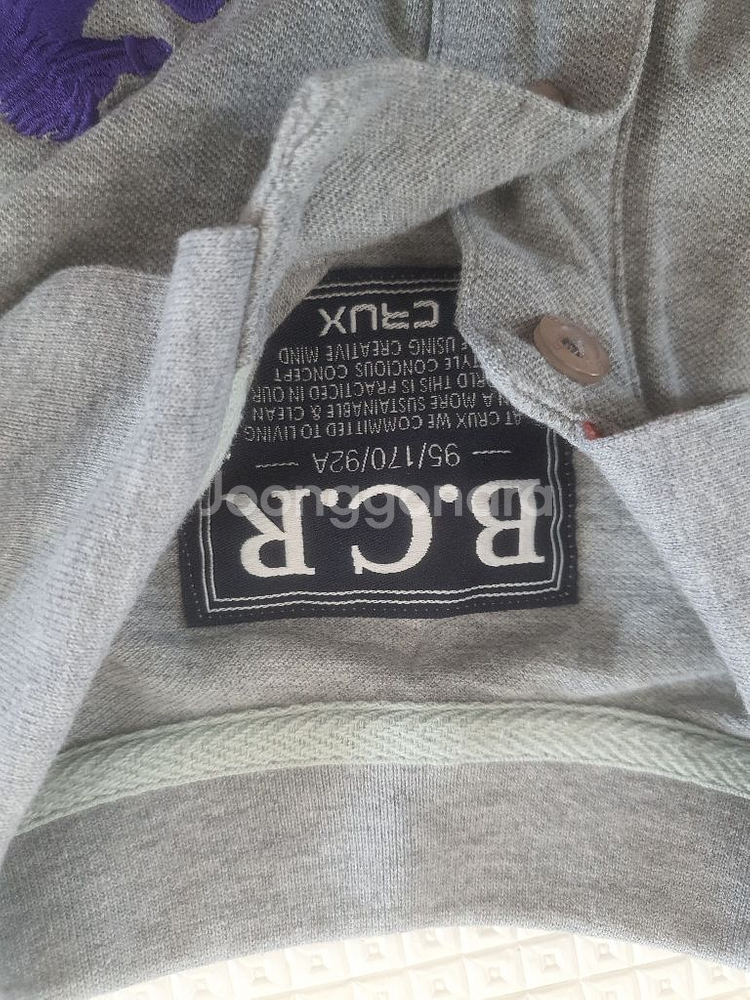 B.C.R
95/170/92A
AT CRUX WE COMMITTED TO LIVING
A MORE SUSTAINABLE & CLEAN
THIS IS PRACTICED IN OUR
CONCIOUS CONCEPT
USING CREATIVE MIND
CRUX
Joonggonara